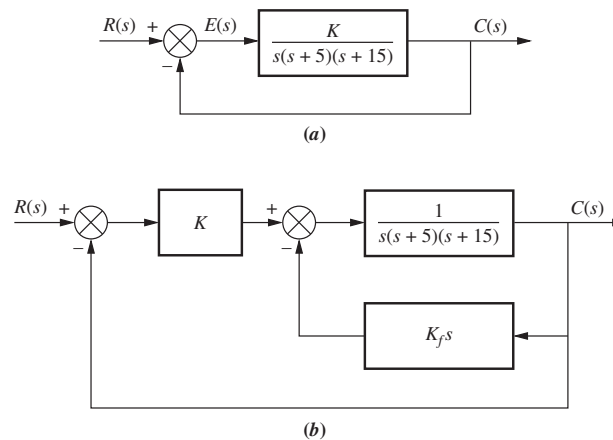 R(s) + E(s) K C(s)
s(s + 5)(s + 15)
−
(a)
R(s) + K + 1 C(s)
s(s + 5)(s + 15)
− −
K_f s
(b)